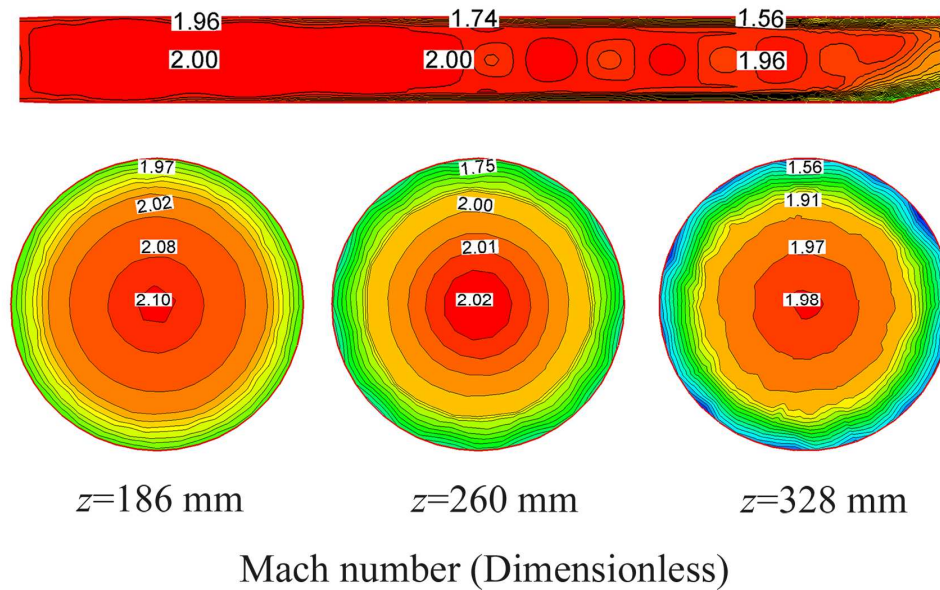 1.96 1.74 1.56
2.00 2.00 1.96
1.97 1.75 1.56
2.02 2.00 1.91
2.08 2.01 1.97
2.10 2.02 1.98
z=186 mm z=260 mm z=328 mm
Mach number (Dimensionless)